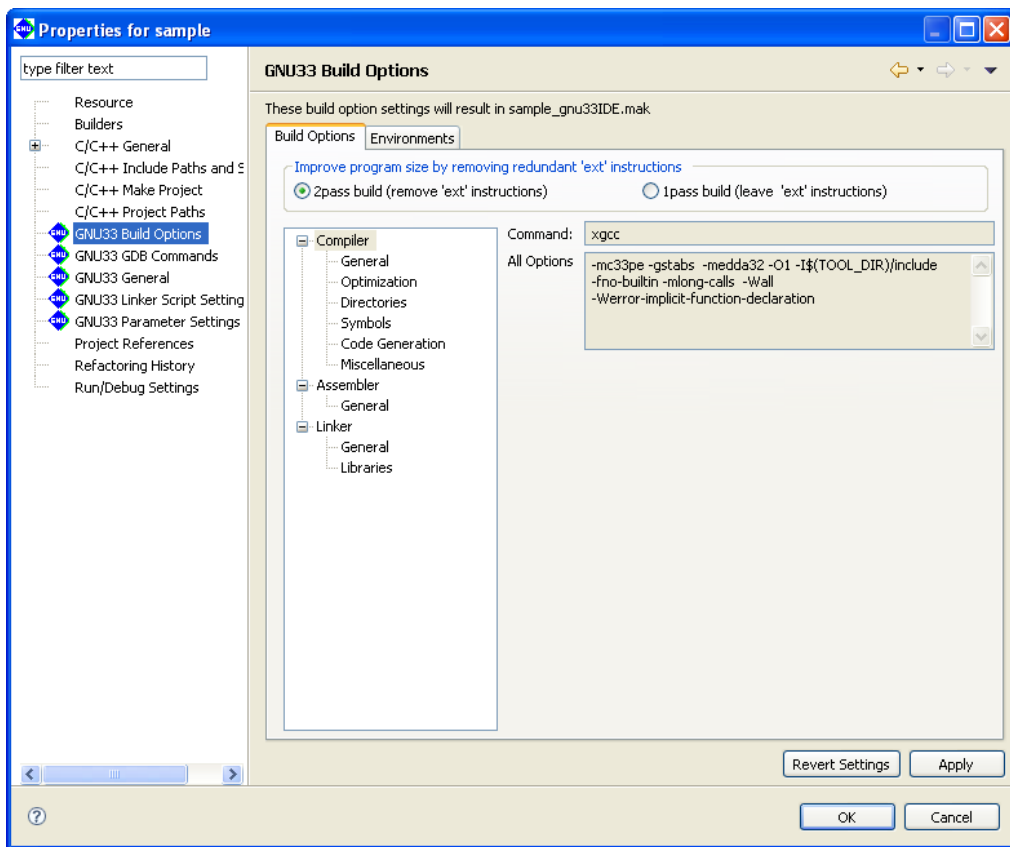 Properties for sample
type filter text
Resource
Builders
C/C++ General
C/C++ Include Paths and S
C/C++ Make Project
C/C++ Project Paths
GNU33 Build Options
GNU33 GDB Commands
GNU33 General
GNU33 Linker Script Setting
GNU33 Parameter Settings
Project References
Refactoring History
Run/Debug Settings
GNU33 Build Options
These build option settings will result in sample_gnu33IDE.mak
Build Options
Environments
Improve program size by removing redundant 'ext' instructions
2pass build (remove 'ext' instructions)
1pass build (leave 'ext' instructions)
Compiler
General
Optimization
Directories
Symbols
Code Generation
Miscellaneous
Assembler
General
Linker
General
Libraries
Command:
xgcc
All Options
-mc33pe -gstabs -medda32 -O1 -I$(TOOL_DIR)/include
-fno-builtin -mlong-calls -Wall
-Werror-implicit-function-declaration
Revert Settings
Apply
OK
Cancel